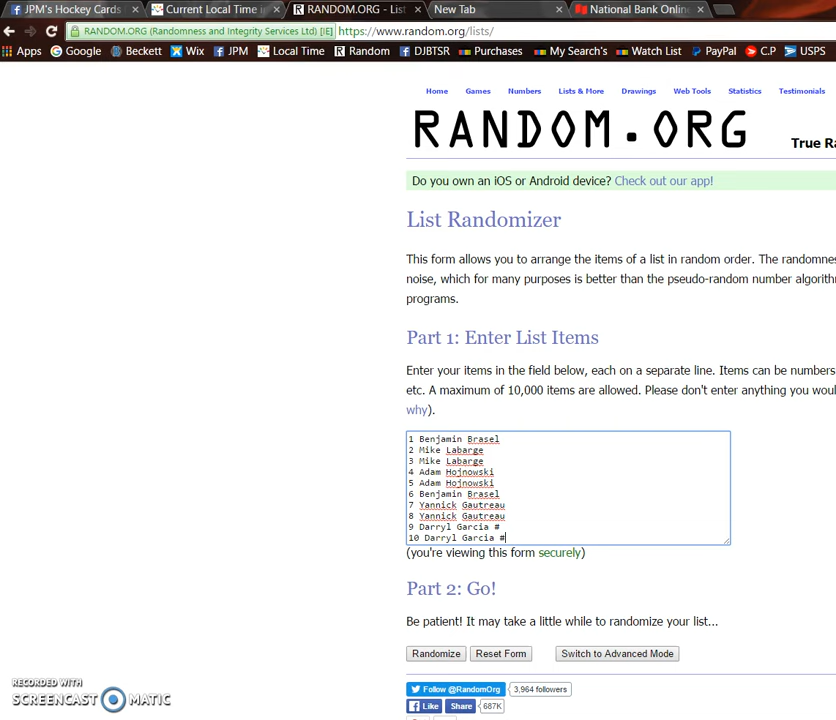 JPM's Hockey Cards
Current Local Time in
RANDOM.ORG - List
New Tab
National Bank Online
RANDOM.ORG (Randomness and Integrity Services Ltd) [IE] https://www.random.org/lists/
Apps Google Beckett Wix JPM Local Time Random DJBTSR Purchases My Search's Watch List PayPal C.P USPS
Home Games Numbers Lists & More Drawings Web Tools Statistics Testimonials
RANDOM.ORG
True Ra
Do you own an iOS or Android device? Check out our app!
List Randomizer
This form allows you to arrange the items of a list in random order. The randomne
noise, which for many purposes is better than the pseudo-random number algorith
programs.
Part 1: Enter List Items
Enter your items in the field below, each on a separate line. Items can be numbers
etc. A maximum of 10,000 items are allowed. Please don't enter anything you wou
why).
1 Benjamin Brasel
2 Mike Labarge
3 Mike Labarge
4 Adam Hojnowski
5 Adam Hojnowski
6 Benjamin Brasel
7 Yannick Gautreau
8 Yannick Gautreau
9 Darryl Garcia #
10 Darryl Garcia #
(you're viewing this form securely)
Part 2: Go!
Be patient! It may take a little while to randomize your list...
Randomize Reset Form Switch to Advanced Mode
Follow @RandomOrg 3,964 followers
Like Share 687K
RECORDED WITH
SCREENCAST MATIC